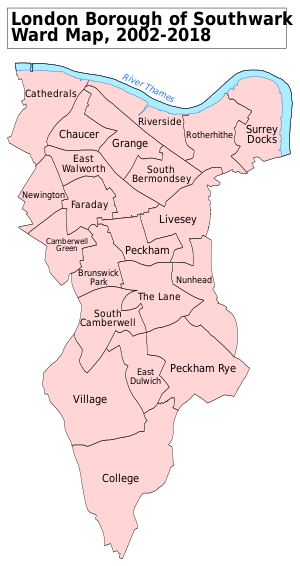 London Borough of Southwark
Ward Map, 2002-2018
River Thames
Cathedrals
Riverside
Rotherhithe
Surrey
Docks
Chaucer
Grange
East
Walworth
South
Bermondsey
Newington
Faraday
Livesey
Camberwell
Green
Peckham
Brunswick
Park
Nunhead
The Lane
South
Camberwell
East
Dulwich
Peckham Rye
Village
College